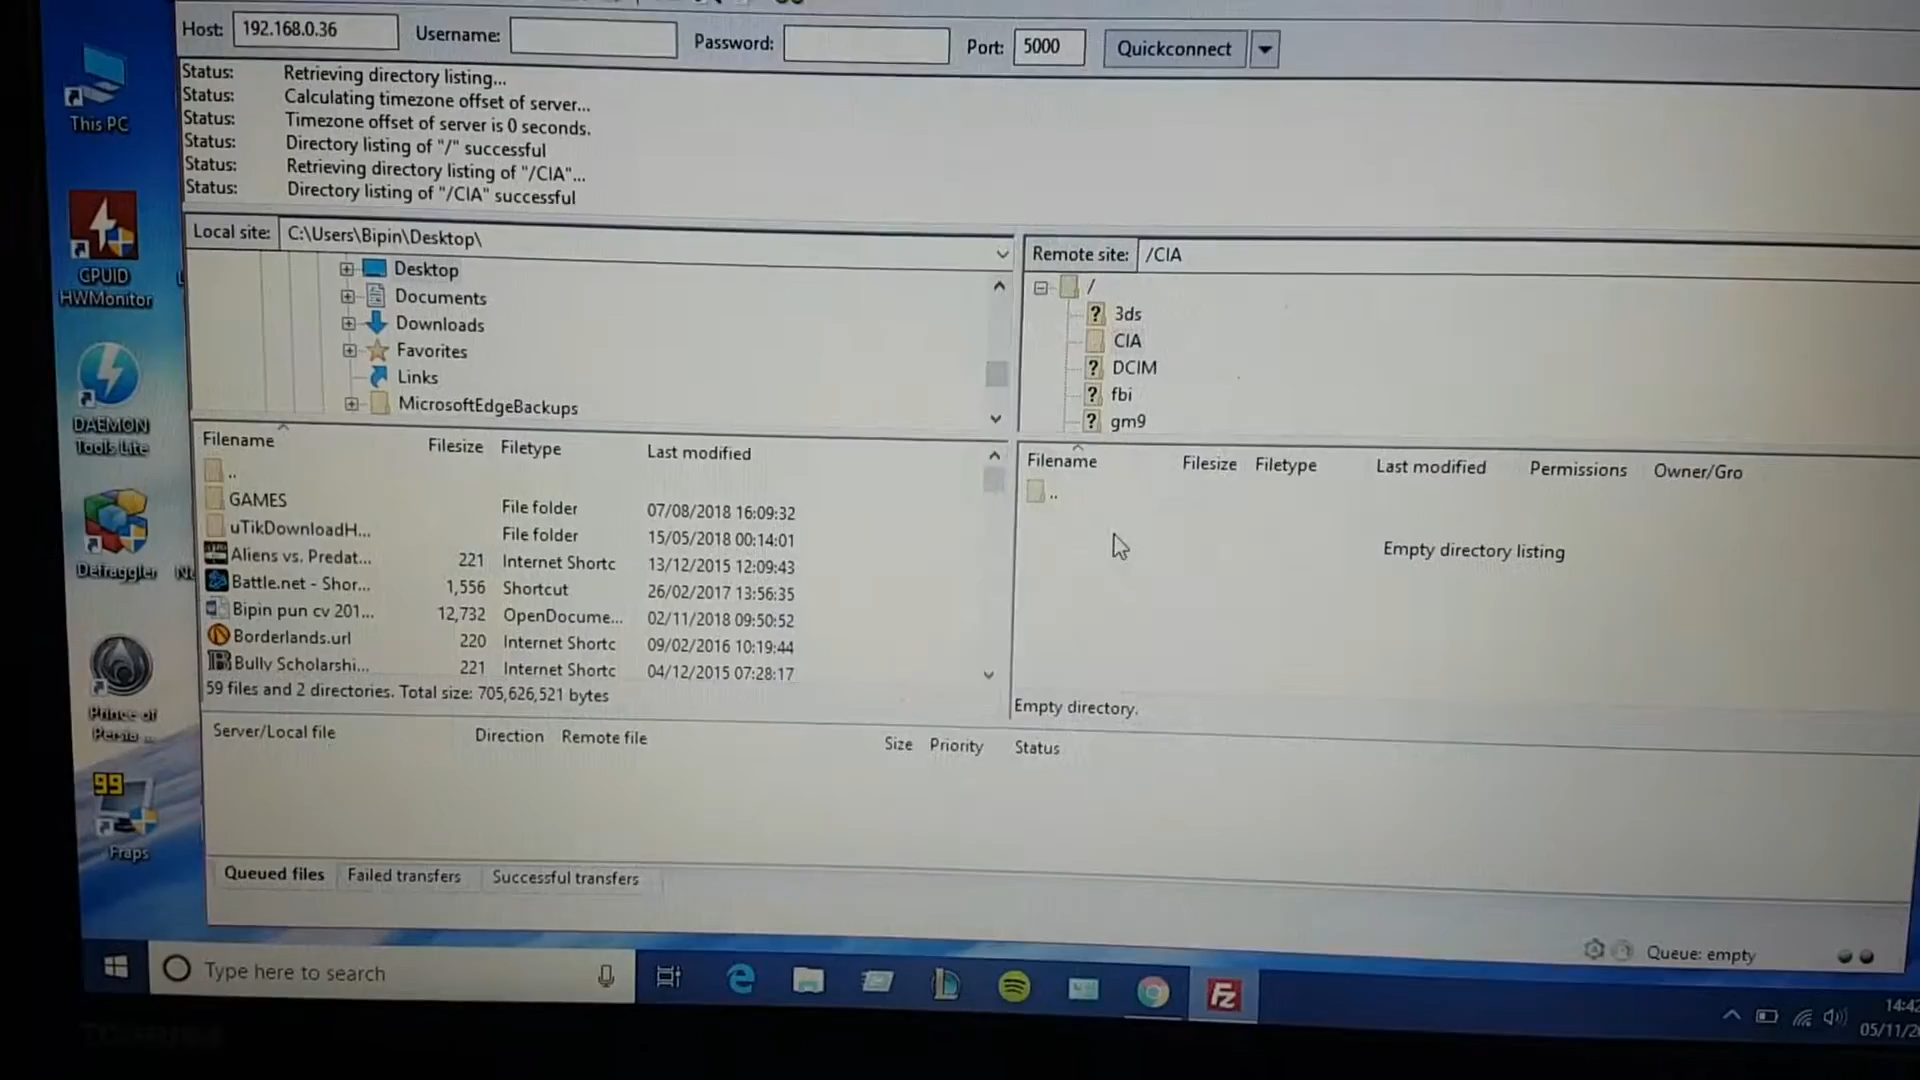 Host: 192.168.0.36 Username: Password: Port: 5000 Quickconnect
Status: Retrieving directory listing...
Status: Calculating timezone offset of server...
Status: Timezone offset of server is 0 seconds.
Status: Directory listing of "/" successful
Status: Retrieving directory listing of "/CIA"...
Status: Directory listing of "/CIA" successful
Local site: C:\Users\Bipin\Desktop\
Desktop
Documents
Downloads
Favorites
Links
MicrosoftEdgeBackups
Remote site: /CIA
/
3ds
CIA
DCIM
fbi
gm9
Filename Filesize Filetype Last modified
..
GAMES File folder 07/08/2018 16:09:32
uTikDownloadH... File folder 15/05/2018 00:14:01
Aliens vs. Predat... 221 Internet Shortc 13/12/2015 12:09:43
Battle.net - Shor... 1,556 Shortcut 26/02/2017 13:56:35
Bipin pun cv 201... 12,732 OpenDocume... 02/11/2018 09:50:52
Borderlands.url 220 Internet Shortc 09/02/2016 10:19:44
Bully Scholarshi... 221 Internet Shortc 04/12/2015 07:28:17
59 files and 2 directories. Total size: 705,626,521 bytes
Filename Filesize Filetype Last modified Permissions Owner/Gro
..
Empty directory listing
Empty directory.
Server/Local file Direction Remote file Size Priority Status
Queued files Failed transfers Successful transfers
Queue: empty
This PC
CPUID
HWMonitor
DAEMON
Tools Lite
Defraggler
Prince of
Persia ...
99
Fraps
Type here to search
Fz
14:42
05/11/2